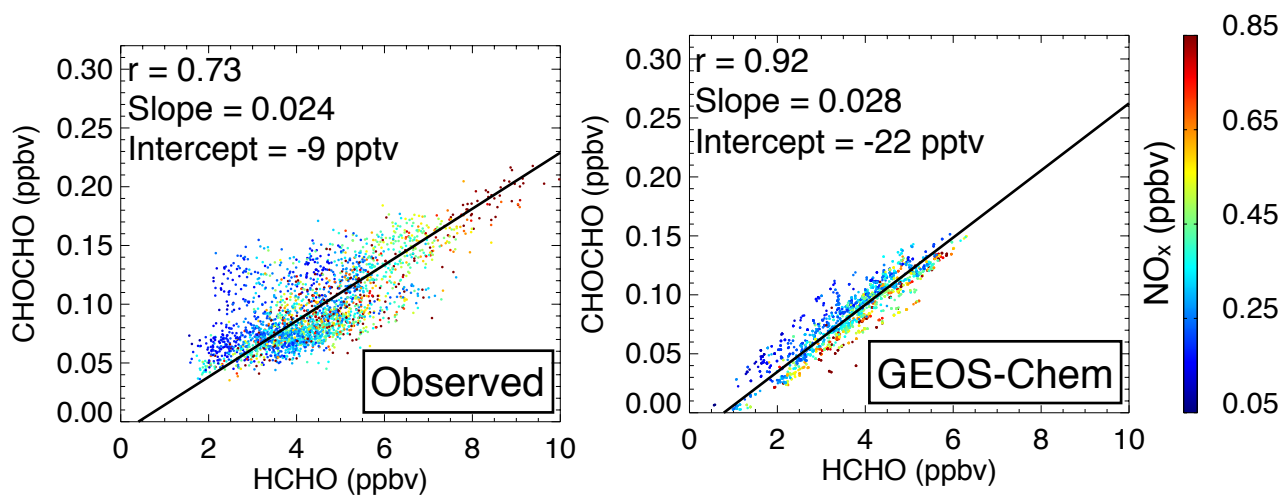 0.30
0.25
0.20
0.15
0.10
0.05
0.00
CHOCHO (ppbv)
r = 0.73
Slope = 0.024
Intercept = -9 pptv
Observed
0 2 4 6 8 10
HCHO (ppbv)
0.30
0.25
0.20
0.15
0.10
0.05
0.00
CHOCHO (ppbv)
r = 0.92
Slope = 0.028
Intercept = -22 pptv
GEOS-Chem
0 2 4 6 8 10
HCHO (ppbv)
NOx (ppbv)
0.85
0.65
0.45
0.25
0.05